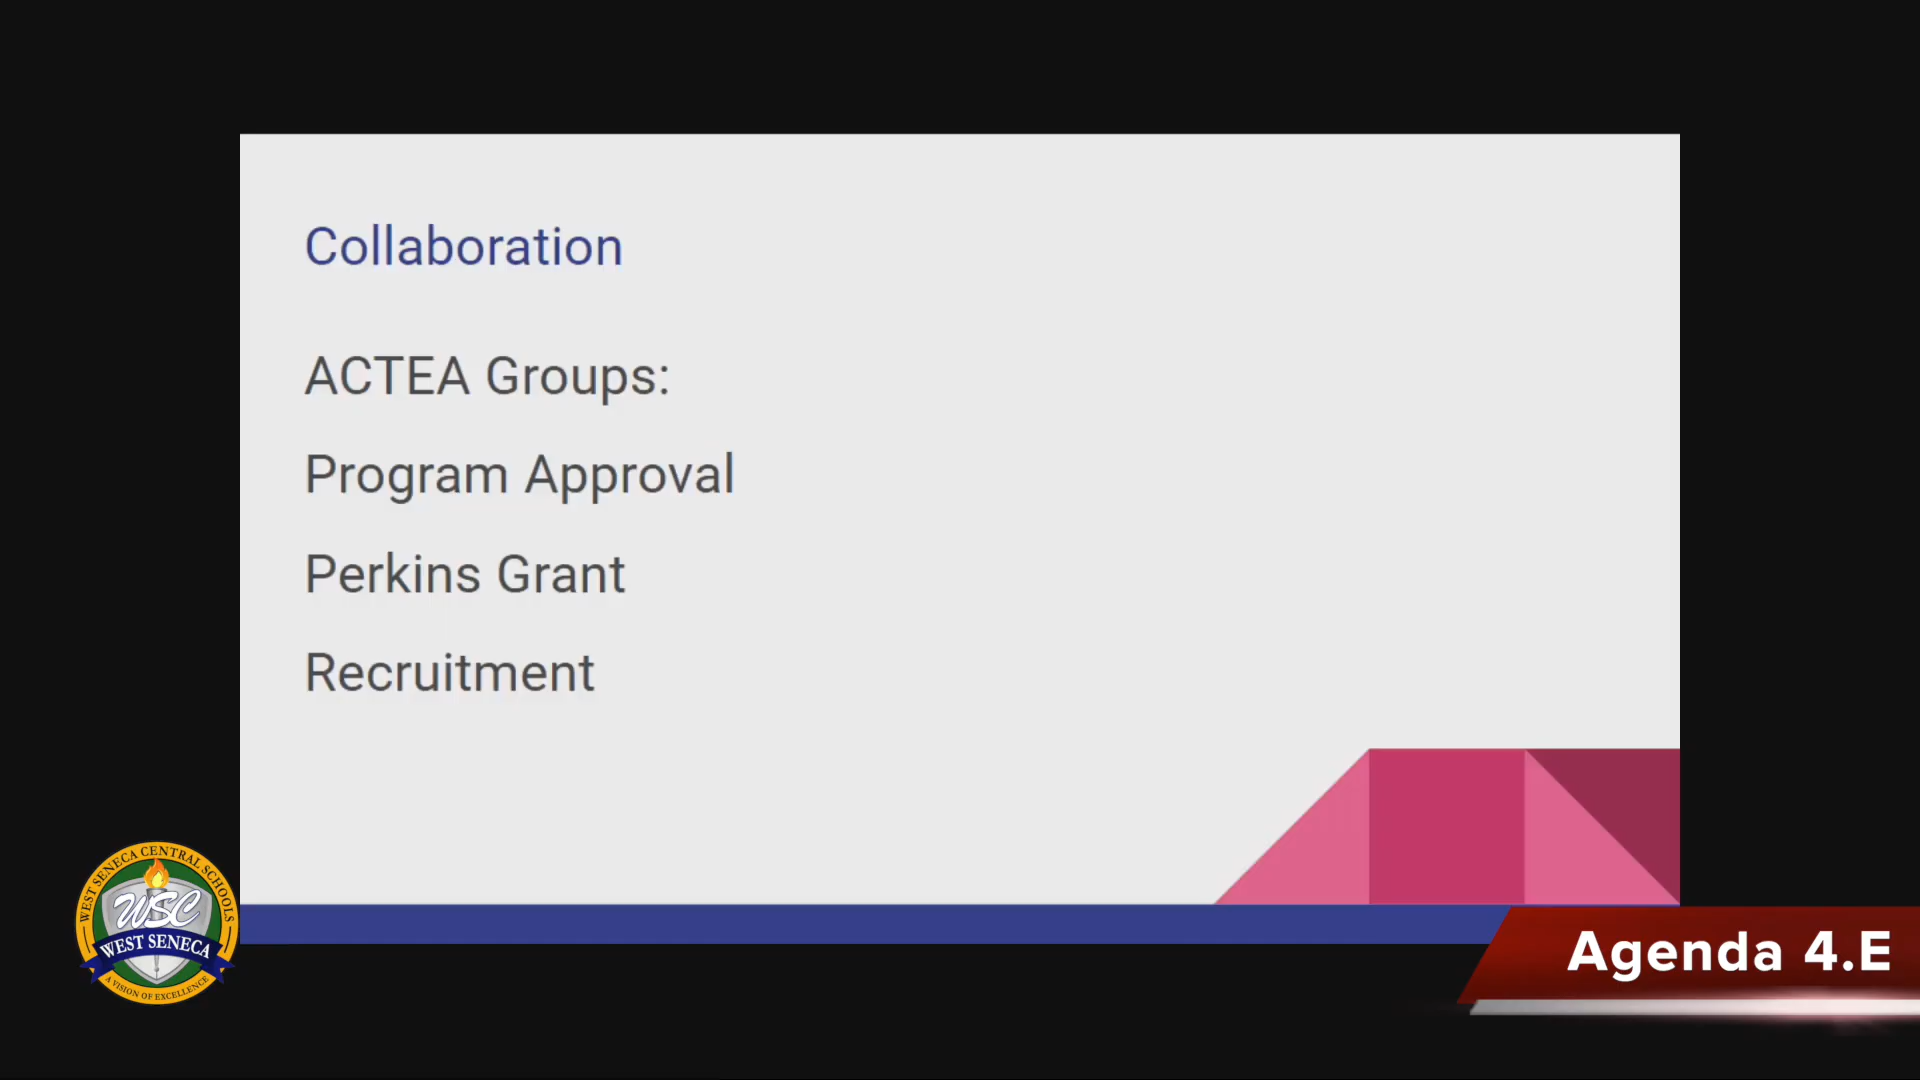 Collaboration
ACTEA Groups:
Program Approval
Perkins Grant
Recruitment
WEST SENECA CENTRAL SCHOOLS
WSC
WEST SENECA
A VISION OF EXCELLENCE
Agenda 4.E